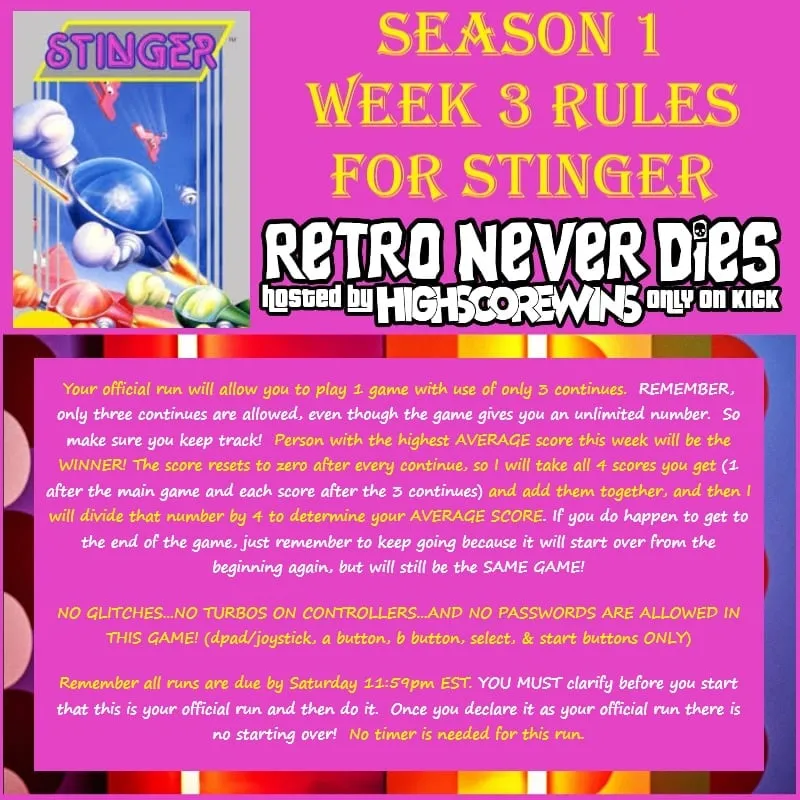 STINGER™
SEASON 1
WEEK 3 RULES
FOR STINGER
RETRO NEVER DIES
hosted by HIGHSCOREWINS ONLY ON KICK
Your official run will allow you to play 1 game with use of only 3 continues. REMEMBER,
only three continues are allowed, even though the game gives you an unlimited number. So
make sure you keep track! Person with the highest AVERAGE score this week will be the
WINNER! The score resets to zero after every continue, so I will take all 4 scores you get (1
after the main game and each score after the 3 continues) and add them together, and then I
will divide that number by 4 to determine your AVERAGE SCORE. If you do happen to get to
the end of the game, just remember to keep going because it will start over from the
beginning again, but will still be the SAME GAME!
NO GLITCHES...NO TURBOS ON CONTROLLERS...AND NO PASSWORDS ARE ALLOWED IN
THIS GAME! (dpad/joystick, a button, b button, select, & start buttons ONLY)
Remember all runs are due by Saturday 11:59pm EST. YOU MUST clarify before you start
that this is your official run and then do it. Once you declare it as your official run there is
no starting over! No timer is needed for this run.